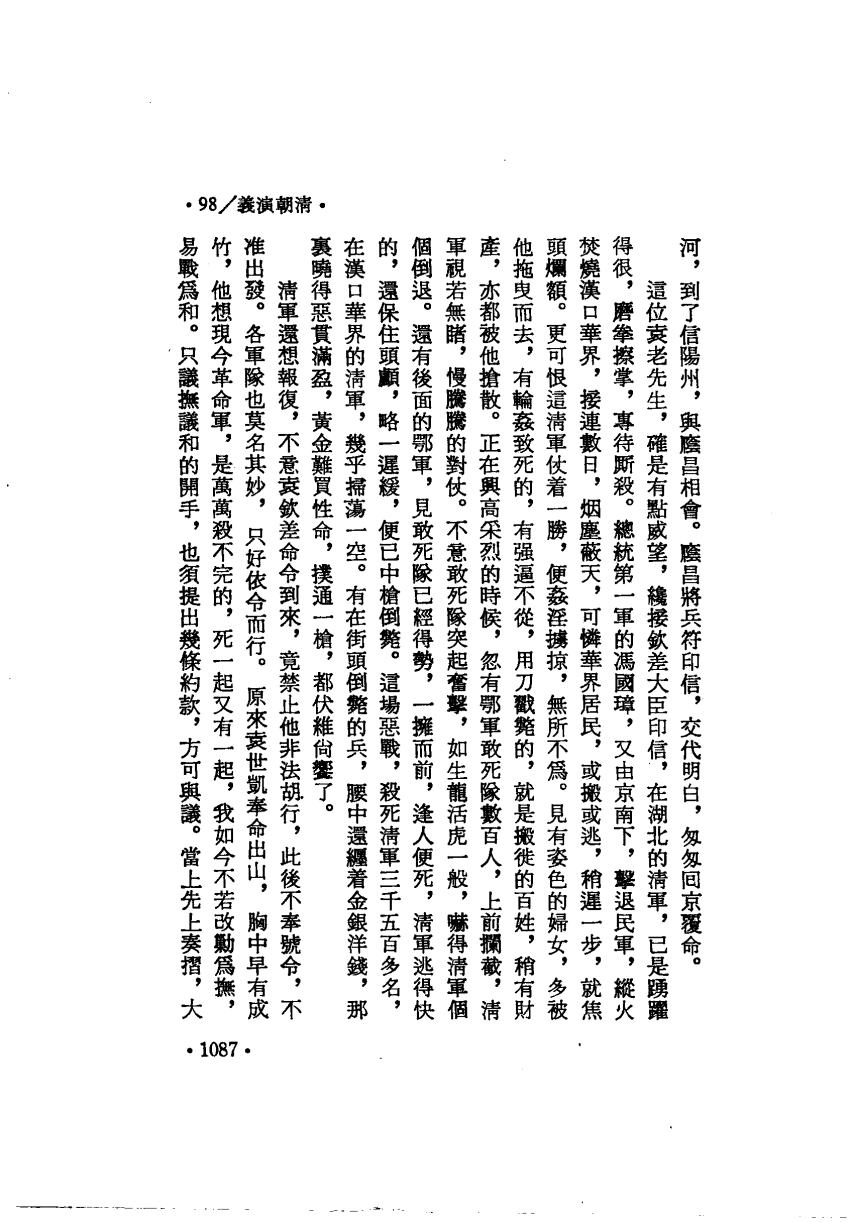 •98／義演朝清•
河，到了信陽州，與廕昌相會。廕昌將兵符印信，交代明白，匆匆回京覆命。
這位袁老先生，確是有點威望，纔接欽差大臣印信，在湖北的清軍，已是踴躍
得很，磨拳擦掌，專待厮殺。總統第一軍的馮國璋，又由京南下，擊退民軍，縱火
焚燒漢口華界，接連數日，烟塵蔽天，可憐華界居民，或搬或逃，稍遲一步，就焦
頭爛額。更可恨這清軍仗着一勝，便姦淫擄掠，無所不爲。見有姿色的婦女，多被
他拖曳而去，有輪姦致死的，有强逼不從，用刀戳斃的，就是搬徙的百姓，稍有財
產，亦都被他搶散。正在興高采烈的時候，忽有鄂軍敢死隊數百人，上前攔截，清
軍視若無睹，慢騰騰的對仗。不意敢死隊突起奮擊，如生龍活虎一般，嚇得清軍個
個倒退。還有後面的鄂軍，見敢死隊已經得勢，一擁而前，逢人便死，清軍逃得快
的，還保住頭顱，略一遲緩，便已中槍倒斃。這場惡戰，殺死清軍三千五百多名，
在漢口華界的清軍，幾乎掃蕩一空。有在街頭倒斃的兵，腰中還纏着金銀洋錢，那
裏曉得惡貫滿盈，黃金難買性命，撲通一槍，都伏維尙饗了。
清軍還想報復，不意袁欽差命令到來，竟禁止他非法胡行，此後不奉號令，不
准出發。各軍隊也莫名其妙，只好依令而行。原來袁世凱奉命出山，胸中早有成
竹，他想現今革命軍，是萬萬殺不完的，死一起又有一起，我如今不若改勦爲撫，
易戰爲和。只議撫議和的開手，也須提出幾條約款，方可與議。當上先上奏摺，大
•1087•